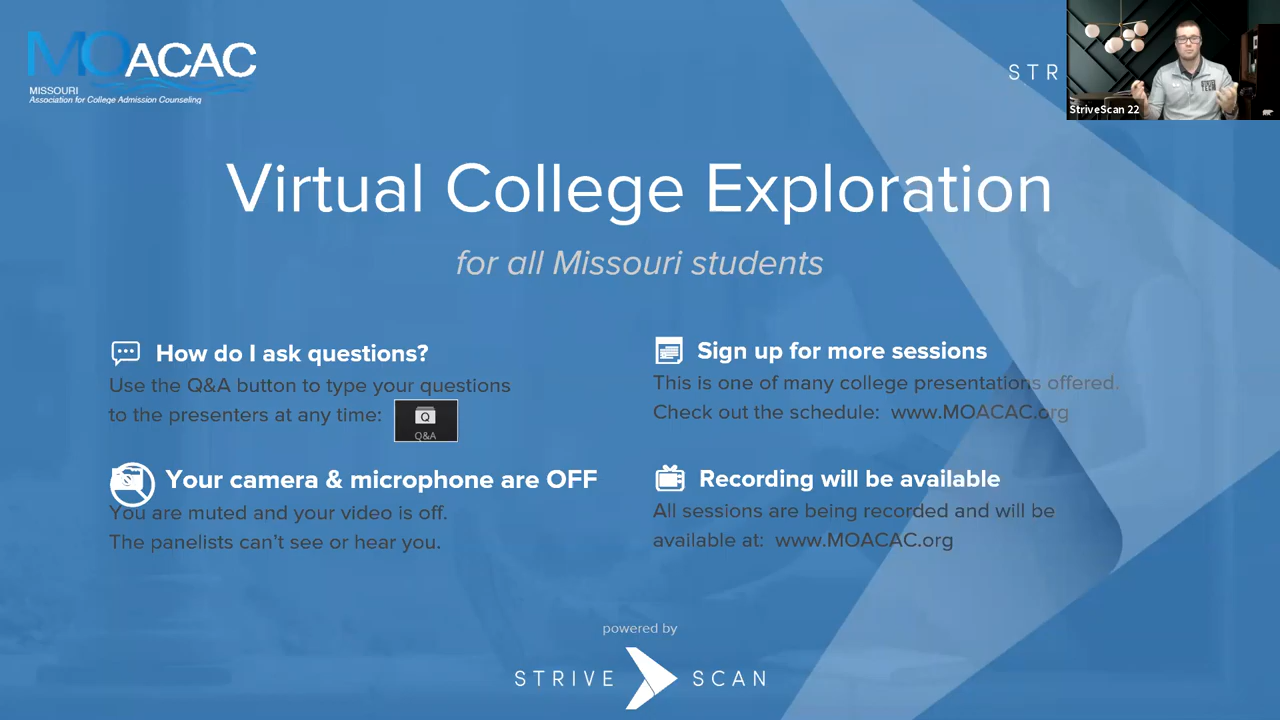 MOACAC
MISSOURI
Association for College Admission Counseling
STR
StriveScan 22
Virtual College Exploration
for all Missouri students
How do I ask questions?
Use the Q&A button to type your questions
to the presenters at any time:
Q
Q&A
Your camera & microphone are OFF
You are muted and your video is off.
The panelists can't see or hear you.
Sign up for more sessions
This is one of many college presentations offered.
Check out the schedule: www.MOACAC.org
Recording will be available
All sessions are being recorded and will be
available at: www.MOACAC.org
powered by
STRIVE SCAN